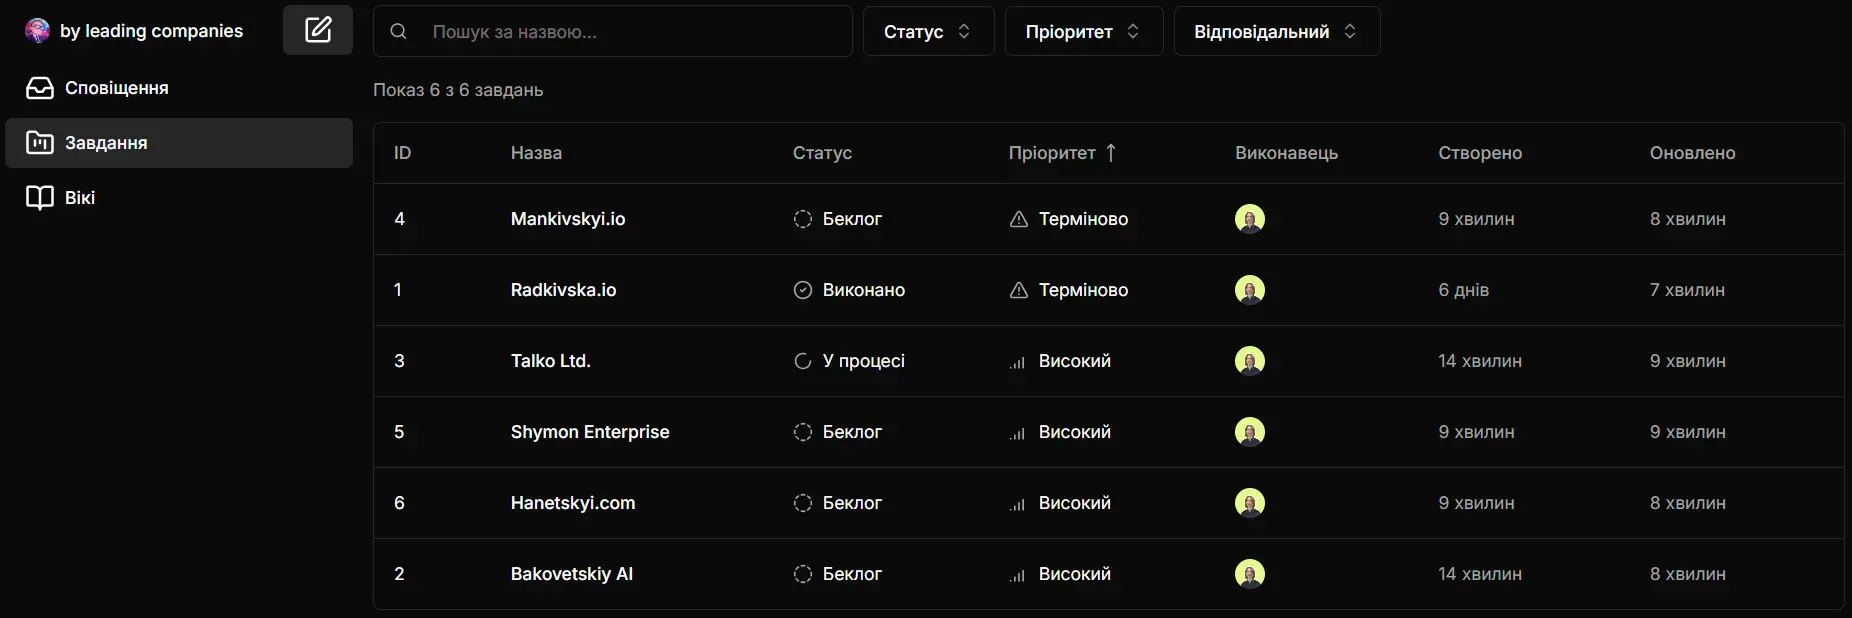 by leading companies
Пошук за назвою...
Статус
Пріоритет
Відповідальний
Сповіщення
Завдання
Вікі
Показ 6 з 6 завдань
ID Назва Статус Пріоритет Виконавець Створено Оновлено
4 Mankivskyi.io Беклог Терміново 9 хвилин 8 хвилин
1 Radkivska.io Виконано Терміново 6 днів 7 хвилин
3 Talko Ltd. У процесі Високий 14 хвилин 9 хвилин
5 Shymon Enterprise Беклог Високий 9 хвилин 9 хвилин
6 Hanetskyi.com Беклог Високий 9 хвилин 8 хвилин
2 Bakovetskiy AI Беклог Високий 14 хвилин 8 хвилин